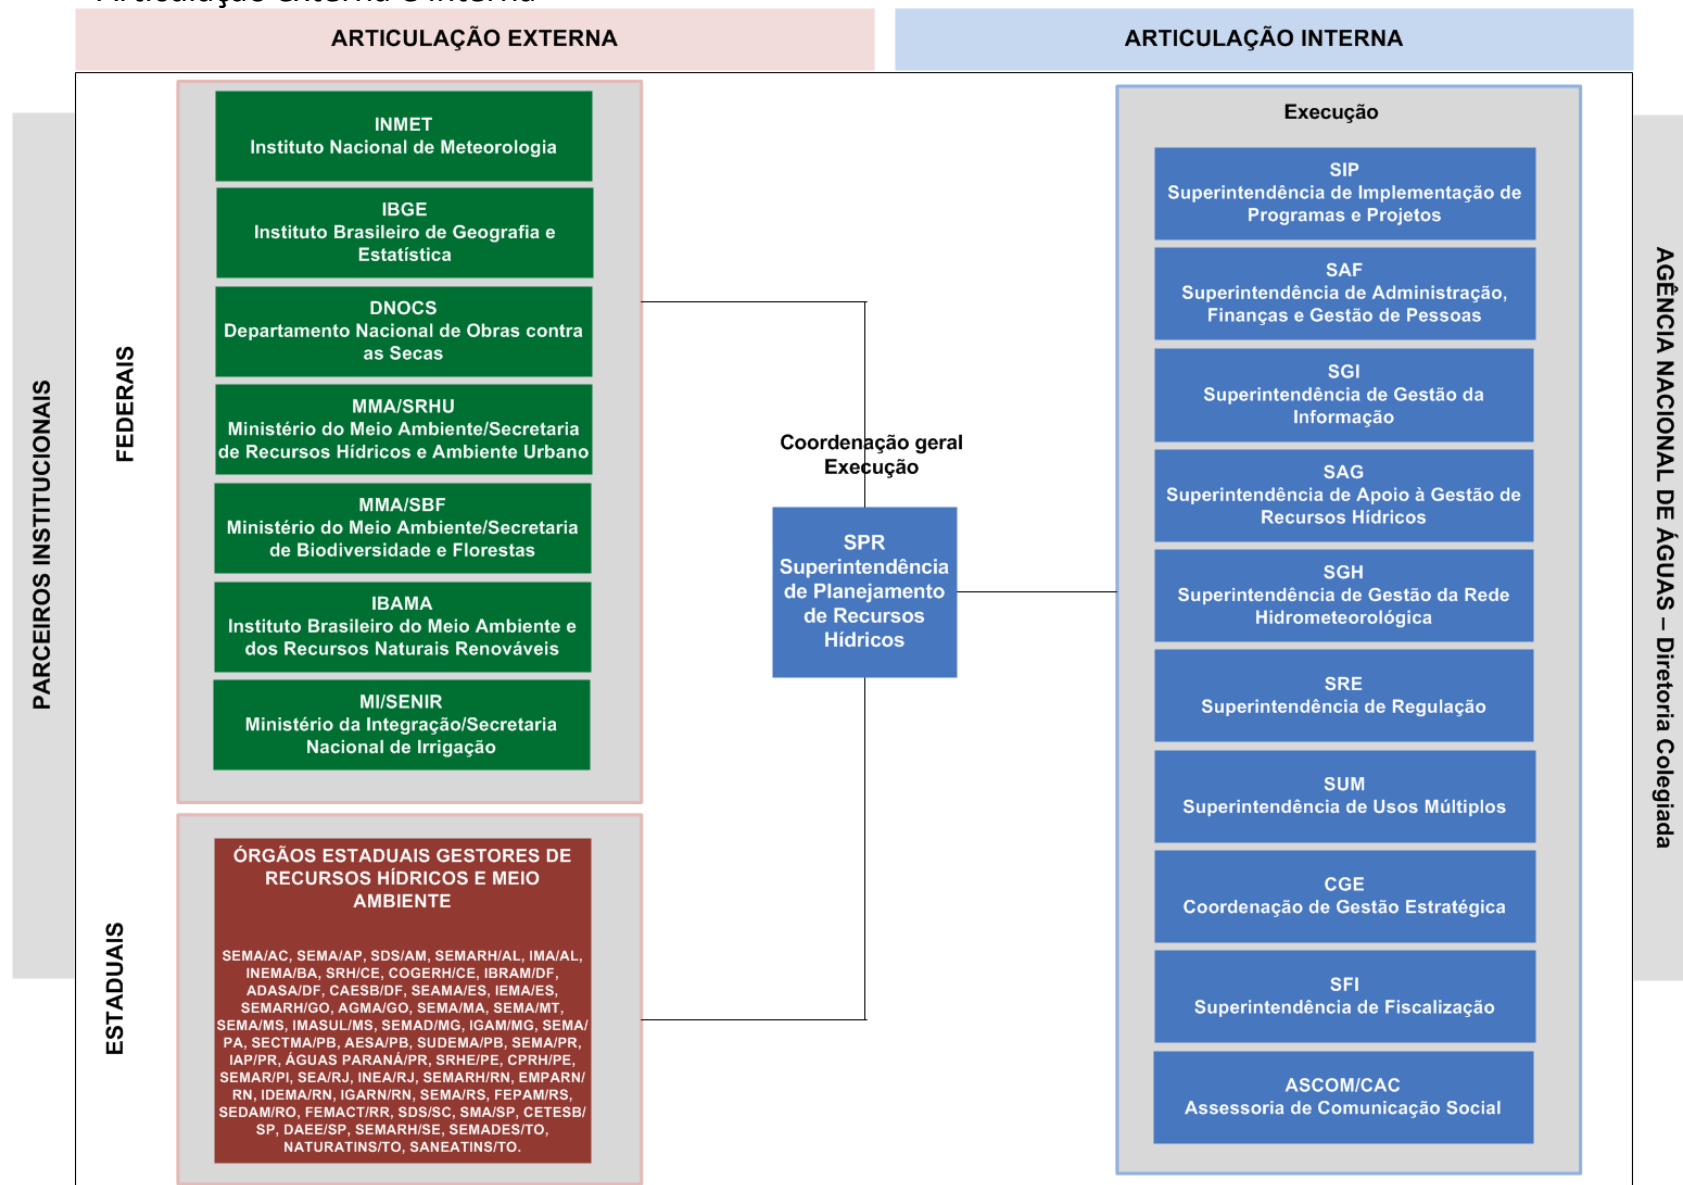 Articulação externa e interna
ARTICULAÇÃO EXTERNA
ARTICULAÇÃO INTERNA
PARCEIROS INSTITUCIONAIS
FEDERAIS
INMET
Instituto Nacional de Meteorologia
IBGE
Instituto Brasileiro de Geografia e
Estatística
DNOCS
Departamento Nacional de Obras contra
as Secas
MMA/SRHU
Ministério do Meio Ambiente/Secretaria
de Recursos Hídricos e Ambiente Urbano
MMA/SBF
Ministério do Meio Ambiente/Secretaria
de Biodiversidade e Florestas
IBAMA
Instituto Brasileiro do Meio Ambiente e
dos Recursos Naturais Renováveis
MI/SENIR
Ministério da Integração/Secretaria
Nacional de Irrigação
ESTADUAIS
ÓRGÃOS ESTADUAIS GESTORES DE
RECURSOS HÍDRICOS E MEIO
AMBIENTE
SEMA/AC, SEMA/AP, SDS/AM, SEMARH/AL, IMA/AL,
INEMA/BA, SRH/CE, COGERH/CE, IBRAM/DF,
ADASA/DF, CAESB/DF, SEAMA/ES, IEMA/ES,
SEMARH/GO, AGMA/GO, SEMA/MA, SEMA/MT,
SEMA/MS, IMASUL/MS, SEMAD/MG, IGAM/MG, SEMA/
PA, SECTMA/PB, AESA/PB, SUDEMA/PB, SEMA/PR,
IAP/PR, ÁGUAS PARANÁ/PR, SRHE/PE, CPRH/PE,
SEMAR/PI, SEA/RJ, INEA/RJ, SEMARH/RN, EMPARN/
RN, IDEMA/RN, IGARN/RN, SEMA/RS, FEPAM/RS,
SEDAM/RO, FEMACT/RR, SDS/SC, SMA/SP, CETESB/
SP, DAEE/SP, SEMARH/SE, SEMADES/TO,
NATURATINS/TO, SANEATINS/TO.
Coordenação geral
Execução
SPR
Superintendência
de Planejamento
de Recursos
Hídricos
Execução
SIP
Superintendência de Implementação de
Programas e Projetos
SAF
Superintendência de Administração,
Finanças e Gestão de Pessoas
SGI
Superintendência de Gestão da
Informação
SAG
Superintendência de Apoio à Gestão de
Recursos Hídricos
SGH
Superintendência de Gestão da Rede
Hidrometeorológica
SRE
Superintendência de Regulação
SUM
Superintendência de Usos Múltiplos
CGE
Coordenação de Gestão Estratégica
SFI
Superintendência de Fiscalização
ASCOM/CAC
Assessoria de Comunicação Social
AGÊNCIA NACIONAL DE ÁGUAS – Diretoria Colegiada